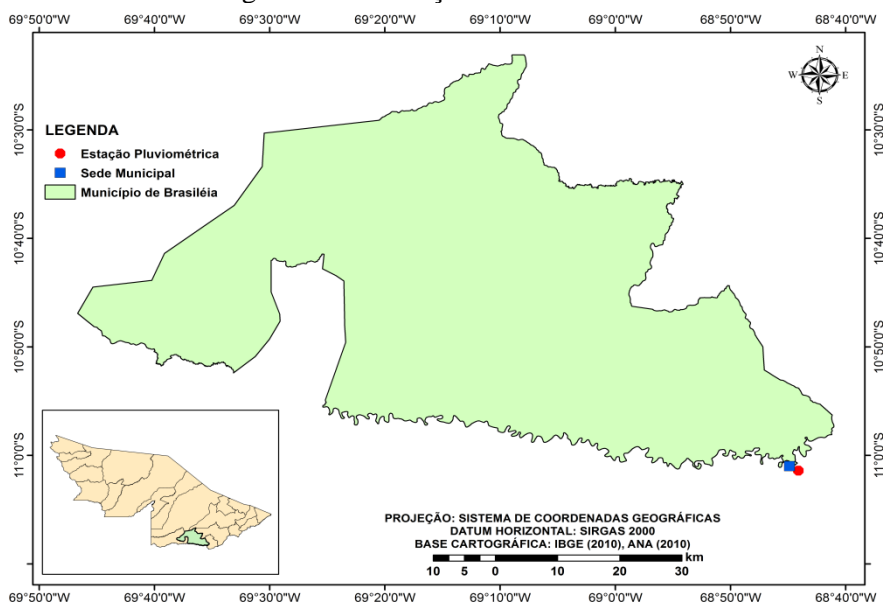 69°50'0"W 69°40'0"W 69°30'0"W 69°20'0"W 69°10'0"W 69°0'0"W 68°50'0"W 68°40'0"W
N
W E
S
10°30'0"S 10°30'0"S
LEGENDA
Estação Pluviométrica
Sede Municipal
Município de Brasiléia
10°40'0"S 10°40'0"S
10°50'0"S 10°50'0"S
11°0'0"S 11°0'0"S
PROJEÇÃO: SISTEMA DE COORDENADAS GEOGRÁFICAS
DATUM HORIZONTAL: SIRGAS 2000
BASE CARTOGRÁFICA: IBGE (2010), ANA (2010)
km
10 5 0 10 20 30
69°50'0"W 69°40'0"W 69°30'0"W 69°20'0"W 69°10'0"W 69°0'0"W 68°50'0"W 68°40'0"W